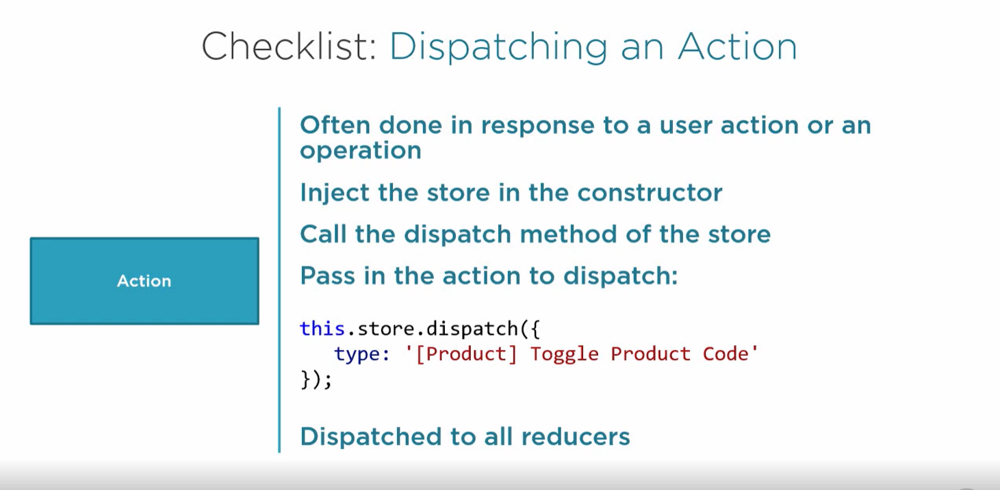 Checklist: Dispatching an Action
Often done in response to a user action or an
operation
Inject the store in the constructor
Call the dispatch method of the store
Action
Pass in the action to dispatch:
this.store.dispatch({
   type: '[Product] Toggle Product Code'
});
Dispatched to all reducers